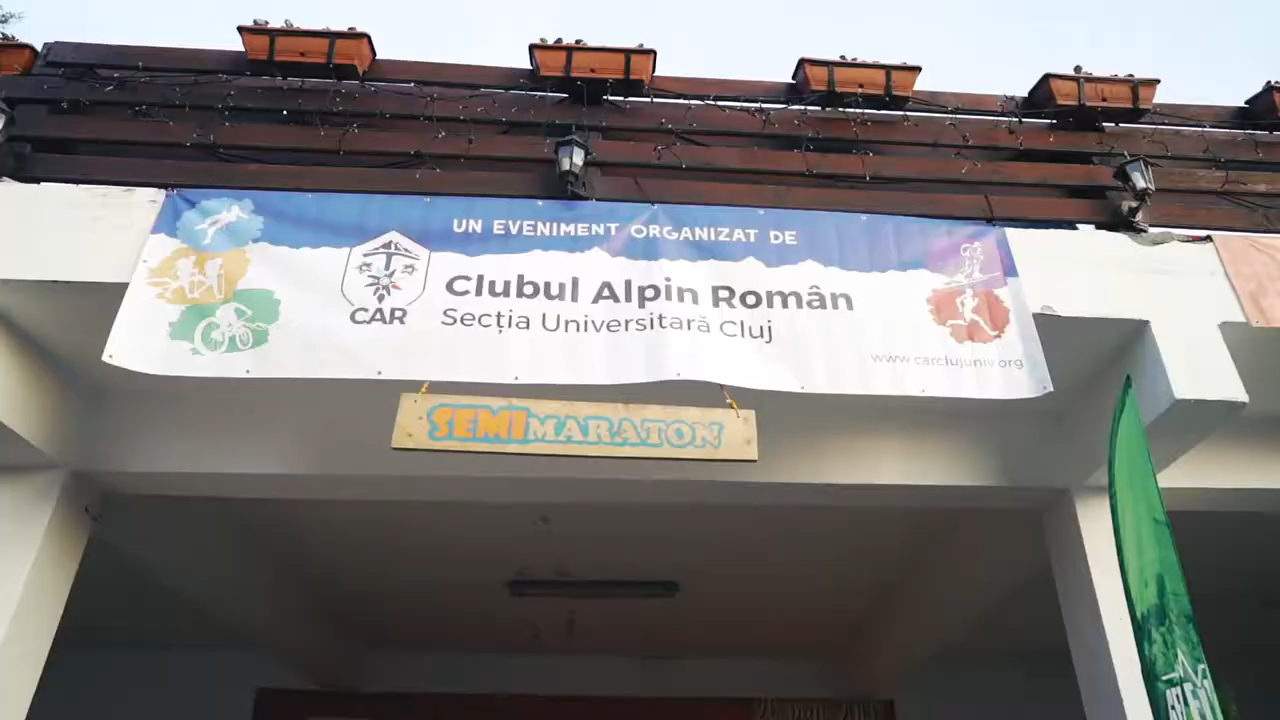 UN EVENIMENT ORGANIZAT DE
CAR
Clubul Alpin Român
Secția Universitară Cluj
www.carclujuniv.org
SEMIMARATON